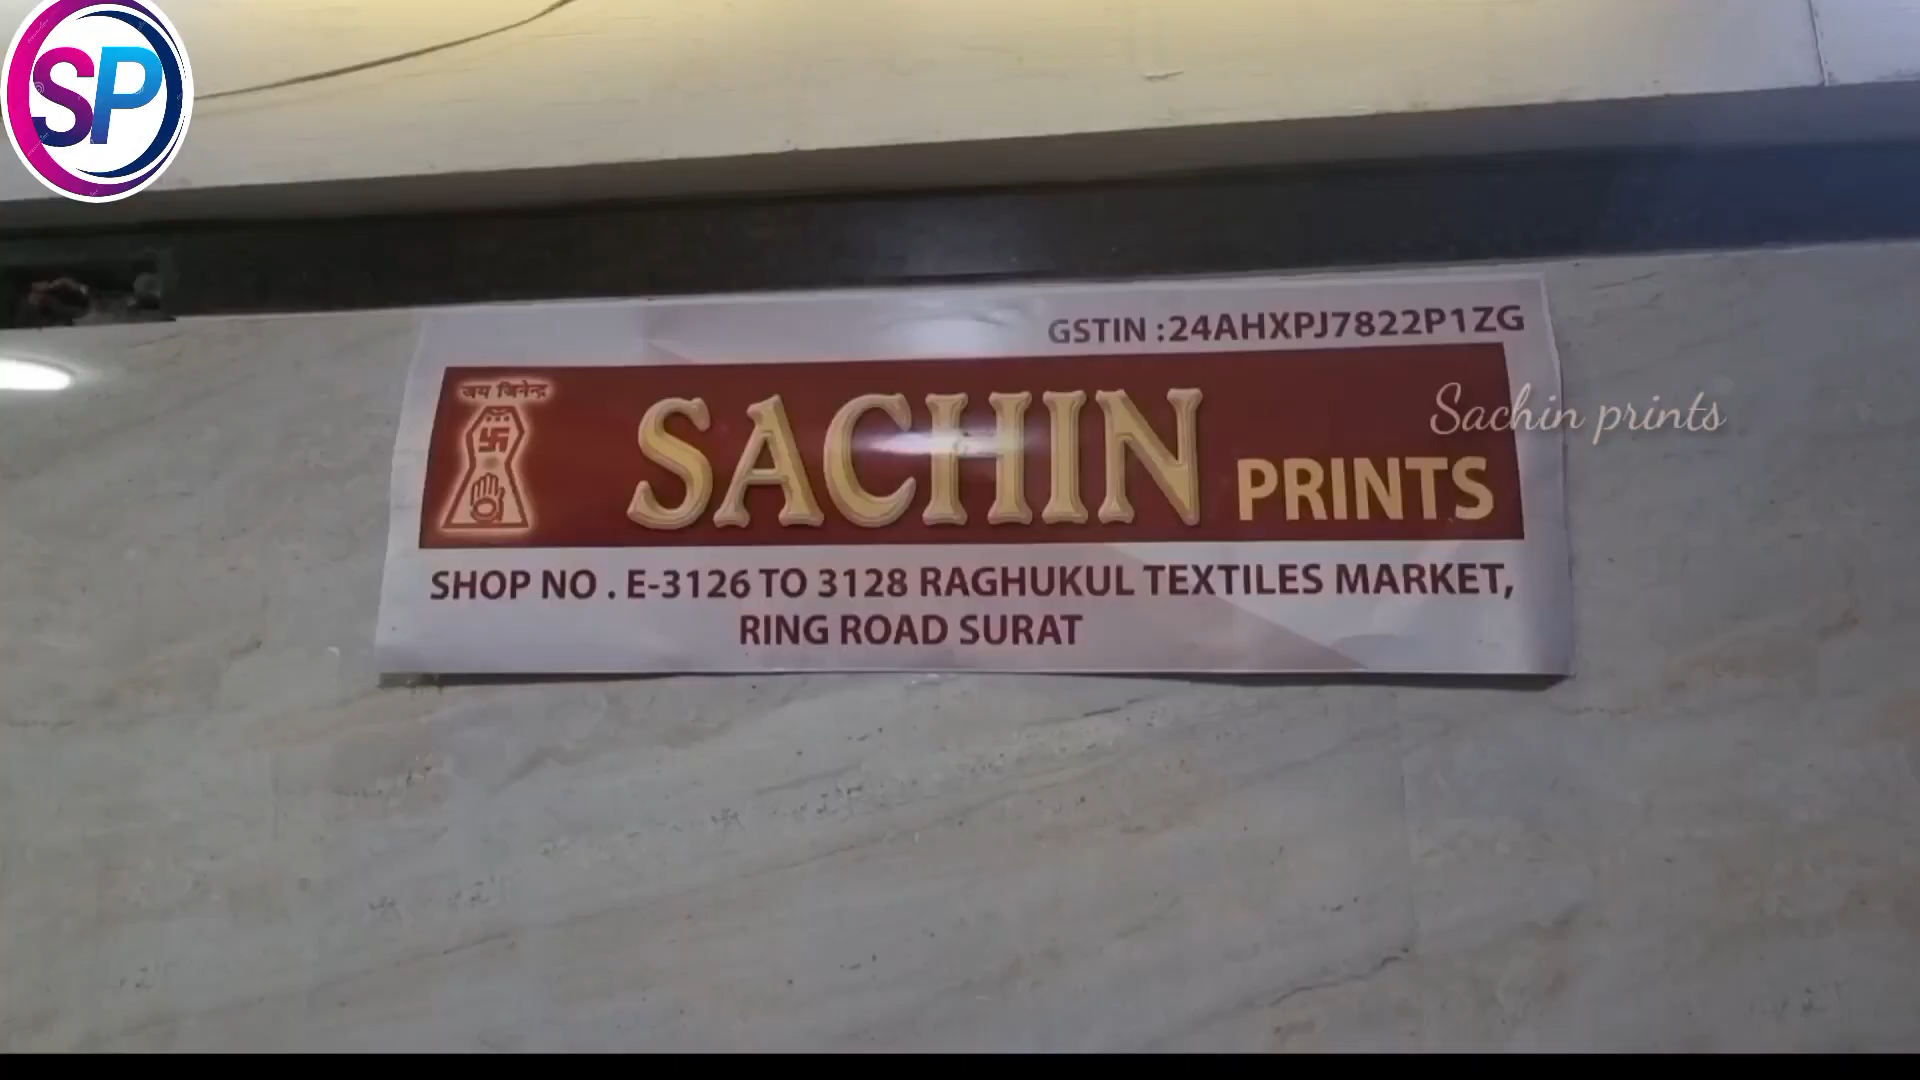 SP
GSTIN :24AHXPJ7822P1ZG
जय जिनेन्द्र
SACHIN PRINTS
Sachin prints
SHOP NO . E-3126 TO 3128 RAGHUKUL TEXTILES MARKET,
RING ROAD SURAT